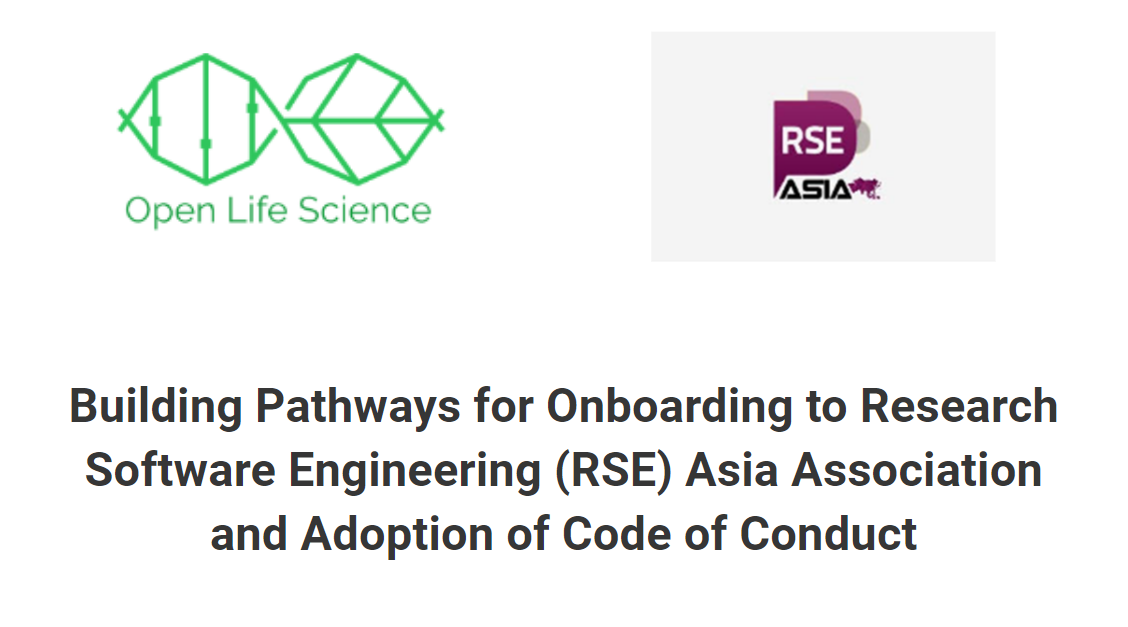 Open Life Science
RSE
ASIA
Building Pathways for Onboarding to Research
Software Engineering (RSE) Asia Association
and Adoption of Code of Conduct